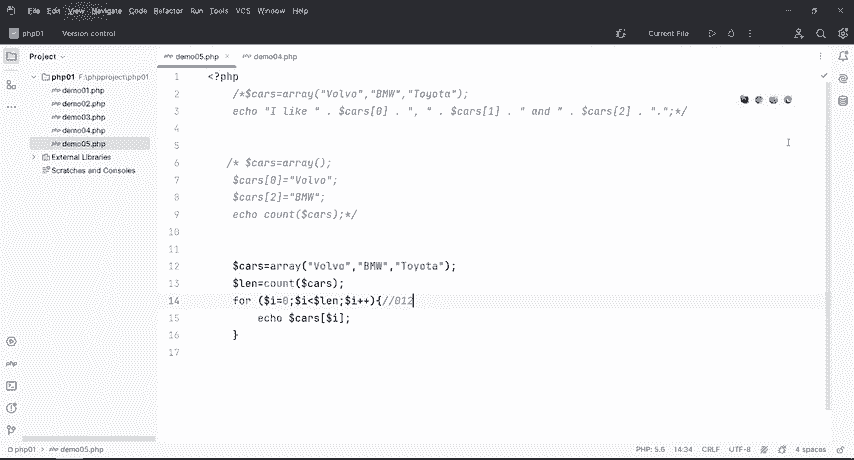 File Edit View Navigate Code Refactor Run Tools VCS Window Help
php01 Version control Current File
Project
demo05.php demo04.php
php01 F:\phpproject\php01
demo01.php
demo02.php
demo03.php
demo04.php
demo05.php
External Libraries
Scratches and Consoles
1 <?php
2 /*$cars=array("Volvo","BMW","Toyota");
3 echo "I like " . $cars[0] . ", " . $cars[1] . " and " . $cars[2] . ".";*/
4
5
6 /* $cars=array();
7 $cars[0]="Volvo";
8 $cars[2]="BMW";
9 echo count($cars);*/
10
11
12 $cars=array("Volvo","BMW","Toyota");
13 $len=count($cars);
14 for ($i=0;$i<$len;$i++){//012
15 echo $cars[$i];
16 }
17
php
php01 > demo05.php PHP: 5.6 14:34 CRLF UTF-8 4 spaces